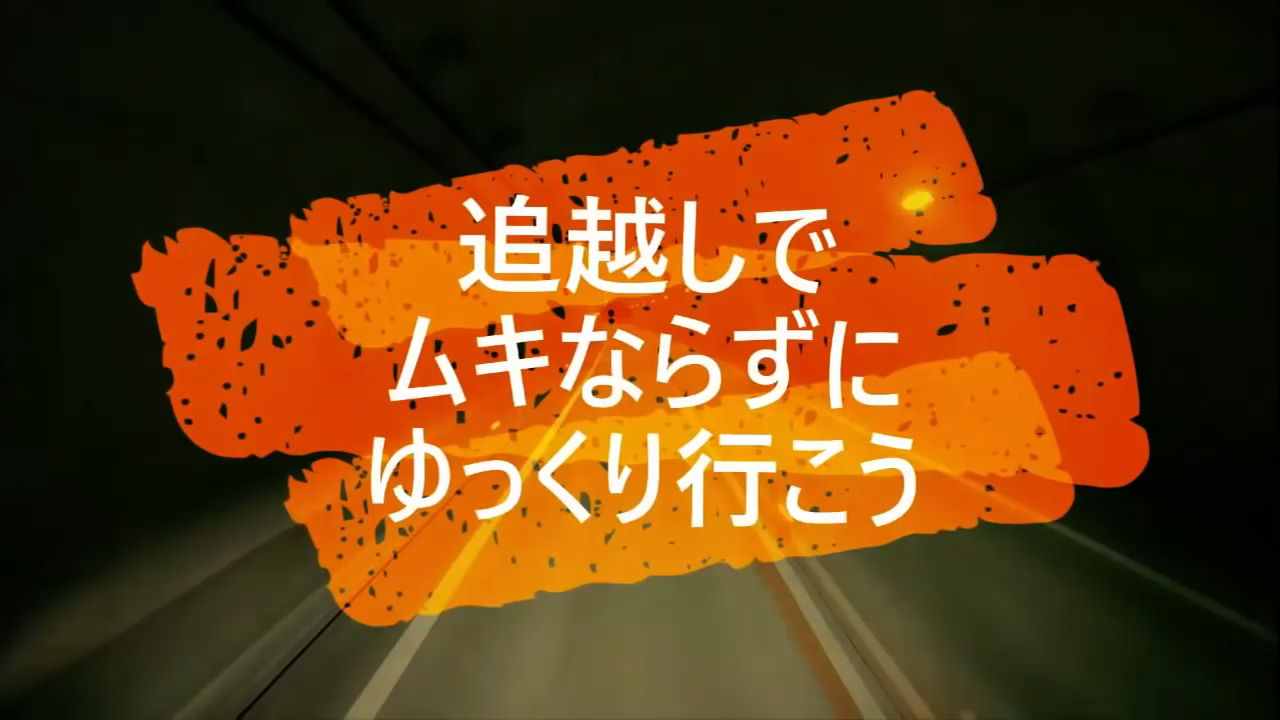 追越しで
ムキならずに
ゆっくり行こう